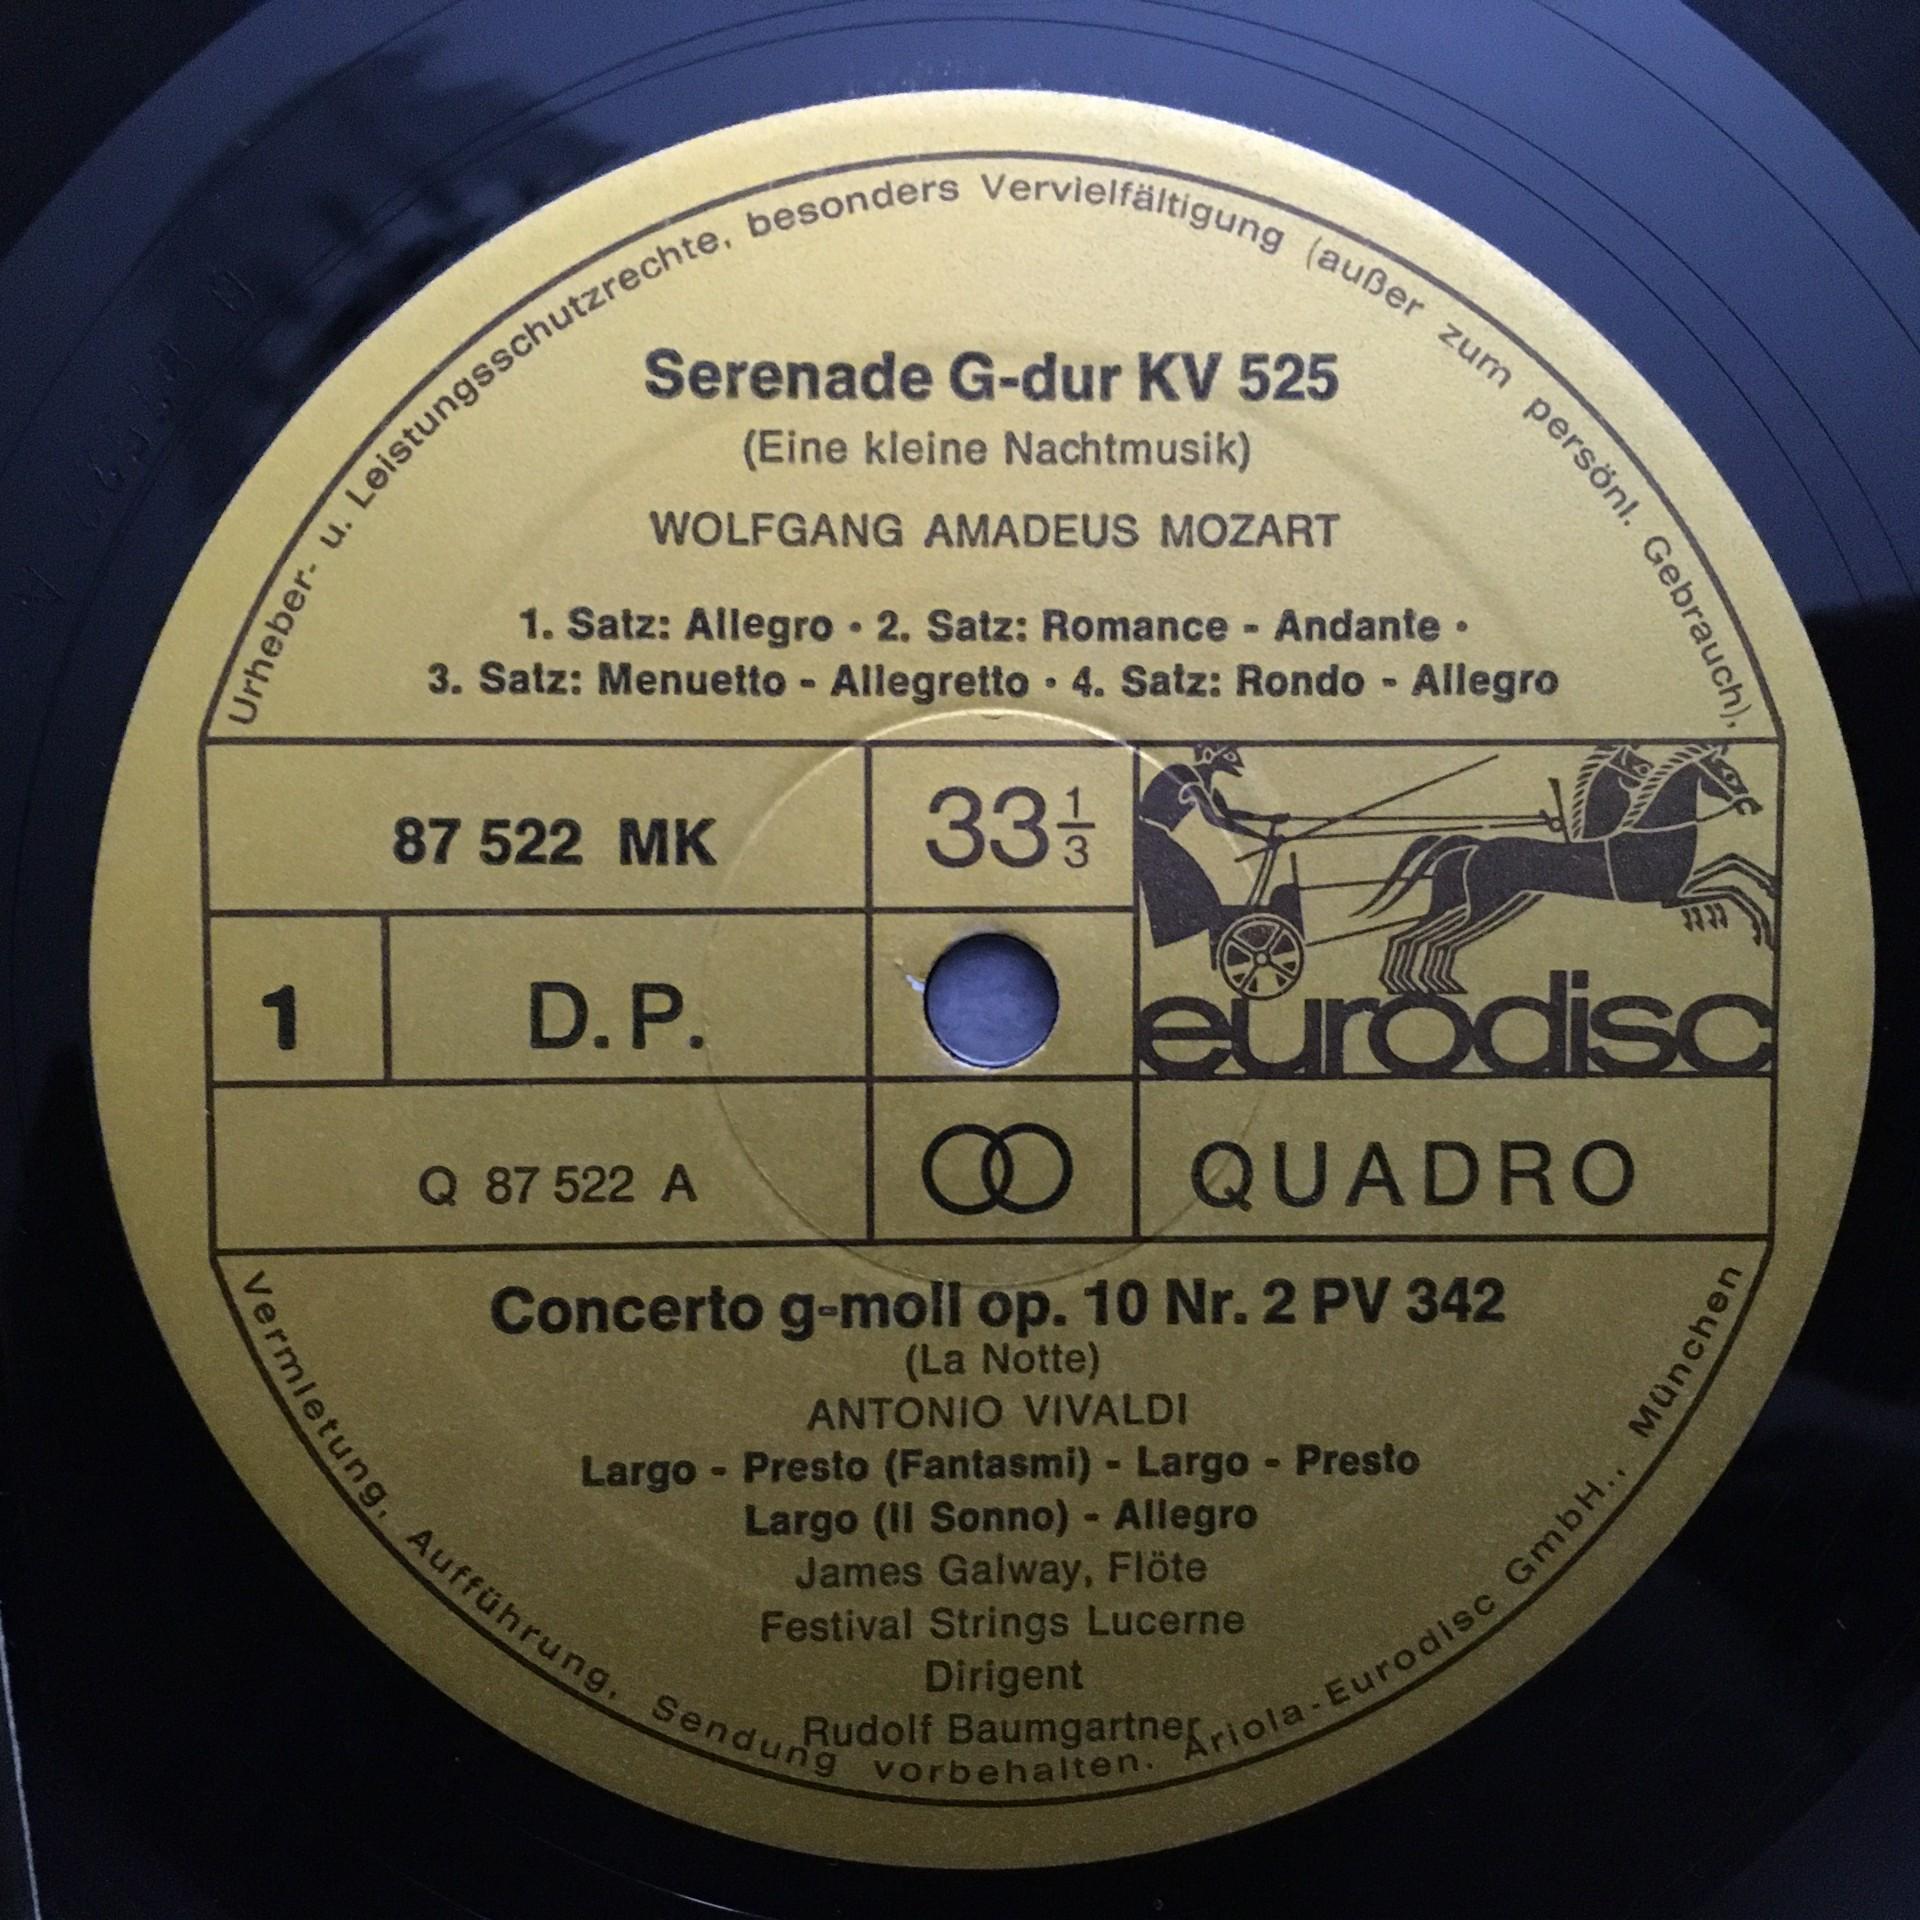 Urheber- u. Leistungsschutzrechte, besonders Vervielfältigung (außer zum persönl. Gebrauch),
Serenade G-dur KV 525
(Eine kleine Nachtmusik)
WOLFGANG AMADEUS MOZART
1. Satz: Allegro · 2. Satz: Romance - Andante ·
3. Satz: Menuetto - Allegretto · 4. Satz: Rondo - Allegro
87 522 MK
33 1/3
1
D. P.
eurodisc
Q 87 522 A
QUADRO
Concerto g-moll op. 10 Nr. 2 PV 342
(La Notte)
ANTONIO VIVALDI
Largo - Presto (Fantasmi) - Largo - Presto
Largo (Il Sonno) - Allegro
James Galway, Flöte
Festival Strings Lucerne
Dirigent
Rudolf Baumgartner
Vermietung, Aufführung, Sendung vorbehalten. Ariola-Eurodisc GmbH., München